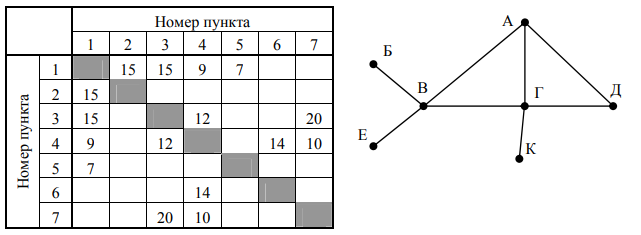 Номер пункта
1 2 3 4 5 6 7
Номер пункта
1 15 15 9 7
2 15
3 15 12 20
4 9 12 14 10
5 7
6 14
7 20 10
А
Б
В Г Д
Е
К